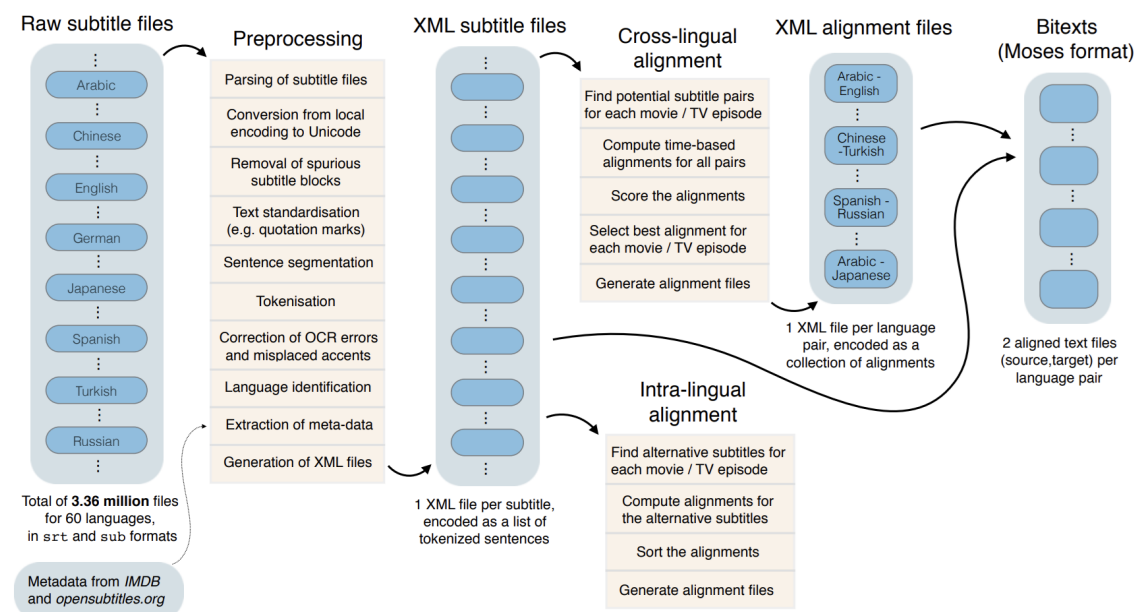 Raw subtitle files
⋮
Arabic
⋮
Chinese
⋮
English
⋮
German
⋮
Japanese
⋮
Spanish
⋮
Turkish
⋮
Russian
⋮
Total of 3.36 million files
for 60 languages,
in srt and sub formats
Metadata from IMDB
and opensubtitles.org
Preprocessing
Parsing of subtitle files
Conversion from local
encoding to Unicode
Removal of spurious
subtitle blocks
Text standardisation
(e.g. quotation marks)
Sentence segmentation
Tokenisation
Correction of OCR errors
and misplaced accents
Language identification
Extraction of meta-data
Generation of XML files
XML subtitle files
⋮
⋮
⋮
⋮
⋮
⋮
⋮
⋮
⋮
1 XML file per subtitle,
encoded as a list of
tokenized sentences
Cross-lingual
alignment
Find potential subtitle pairs
for each movie / TV episode
Compute time-based
alignments for all pairs
Score the alignments
Select best alignment for
each movie / TV episode
Generate alignment files
Intra-lingual
alignment
Find alternative subtitles for
each movie / TV episode
Compute alignments for
the alternative subtitles
Sort the alignments
Generate alignment files
XML alignment files
Arabic -
English
⋮
Chinese
-Turkish
⋮
Spanish -
Russian
⋮
Arabic -
Japanese
1 XML file per language
pair, encoded as a
collection of alignments
Bitexts
(Moses format)
⋮
⋮
⋮
2 aligned text files
(source,target) per
language pair